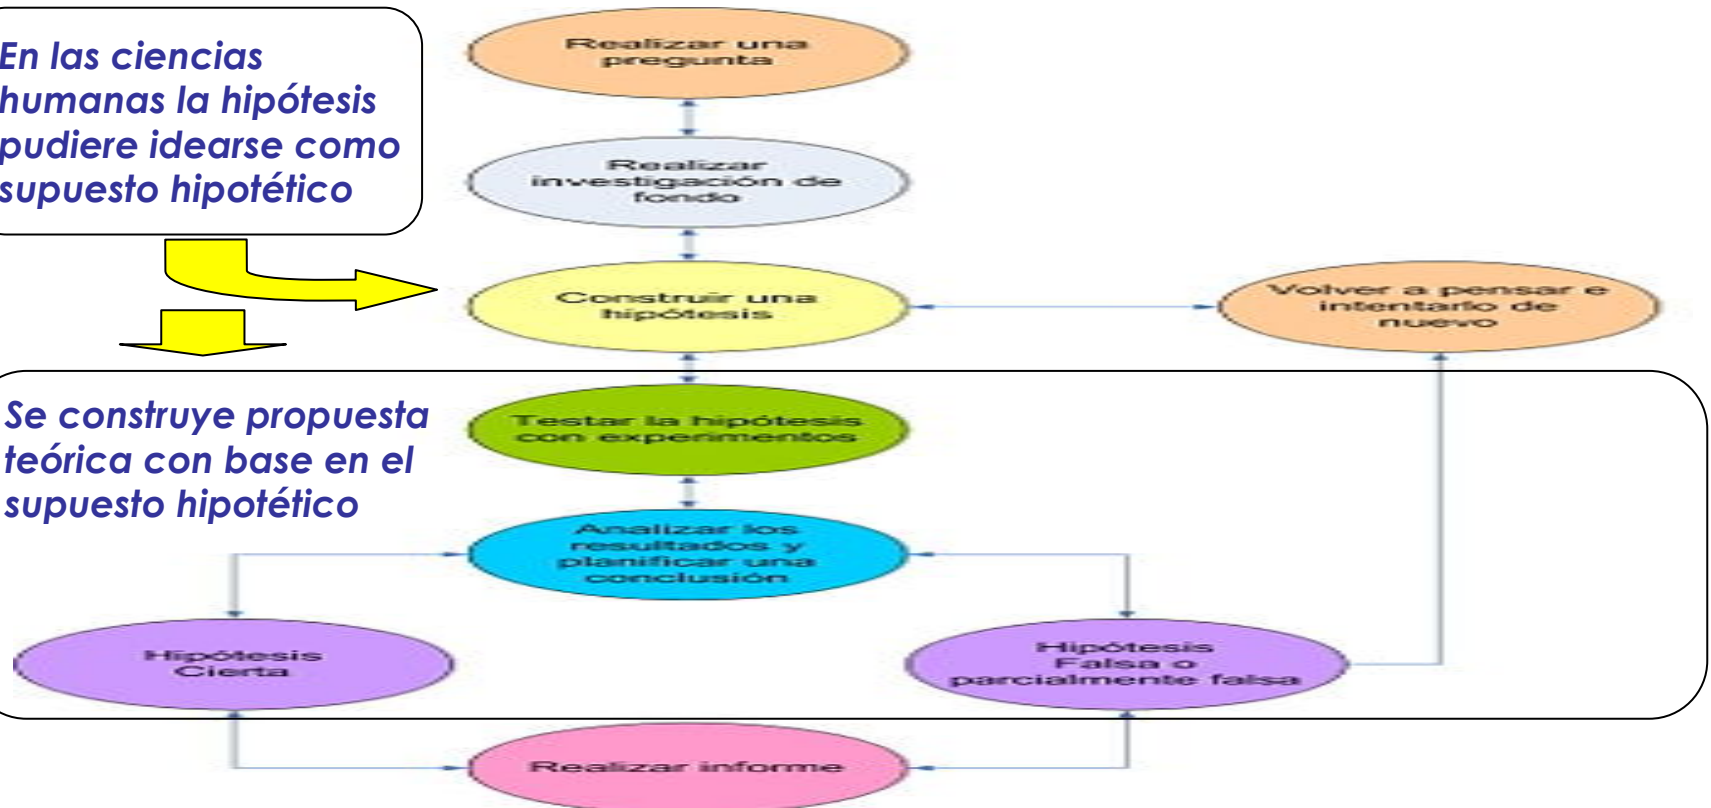 En las ciencias
humanas la hipótesis
pudiere idearse como
supuesto hipotético
Realizar una
pregunta
Realizar
investigación de
fondo
Construir una
hipótesis
Volver a pensar e
intentarlo de
nuevo
Se construye propuesta
teórica con base en el
supuesto hipotético
Testar la hipótesis
con experimentos
Analizar los
resultados y
planificar una
conclusión
Hipótesis
Cierta
Hipótesis
Falsa o
parcialmente falsa
Realizar informe